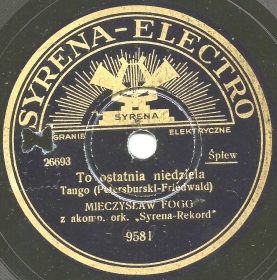 SYRENA-ELECTRO
SYRENA
GRANIE ELEKTRYCZNE
26693 Śpiew
To ostatnia niedziela
Tango (Petersburski-Friedwald)
MIECZYSŁAW FOGG
z akomp. ork. „Syrena-Rekord"
9581